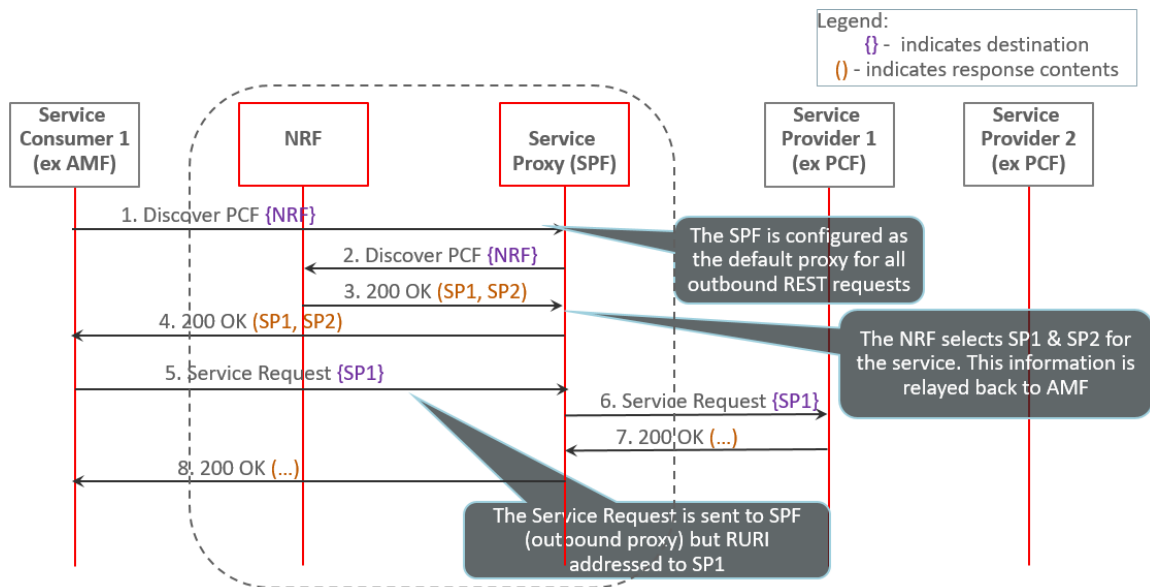 Legend:
{} - indicates destination
() - indicates response contents
Service
Consumer 1
(ex AMF)
NRF
Service
Proxy (SPF)
Service
Provider 1
(ex PCF)
Service
Provider 2
(ex PCF)
1. Discover PCF {NRF}
The SPF is configured as
the default proxy for all
outbound REST requests
2. Discover PCF {NRF}
3. 200 OK (SP1, SP2)
4. 200 OK (SP1, SP2)
The NRF selects SP1 & SP2 for
the service. This information is
relayed back to AMF
5. Service Request {SP1}
6. Service Request {SP1}
7. 200 OK (...)
8. 200 OK (...)
The Service Request is sent to SPF
(outbound proxy) but RURI
addressed to SP1